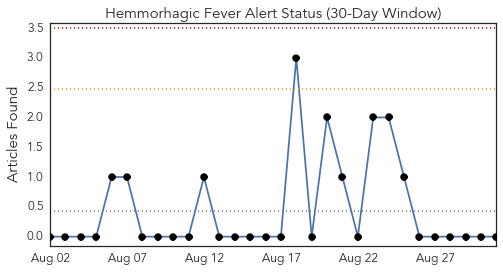 Hemmorhagic Fever Alert Status (30-Day Window)
Articles Found
3.5
3.0
2.5
2.0
1.5
1.0
0.5
0.0
Aug 02 Aug 07 Aug 12 Aug 17 Aug 22 Aug 27